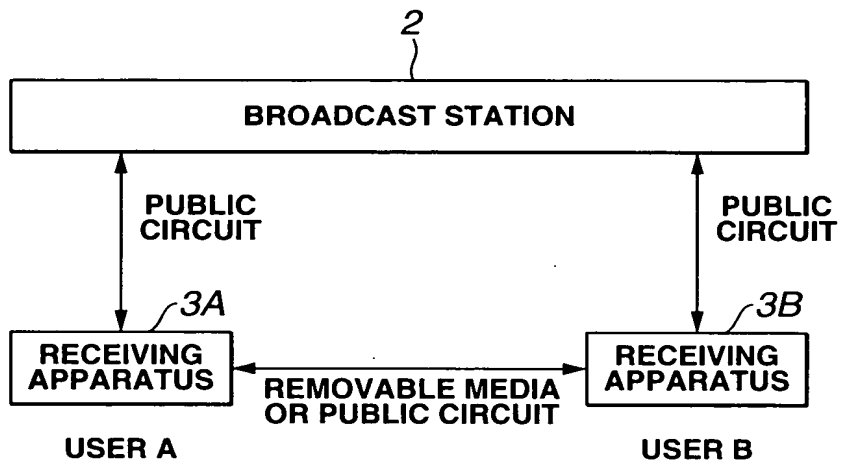 2
BROADCAST STATION
PUBLIC
CIRCUIT
PUBLIC
CIRCUIT
3A
3B
RECEIVING
APPARATUS
RECEIVING
APPARATUS
REMOVABLE MEDIA
OR PUBLIC CIRCUIT
USER A
USER B